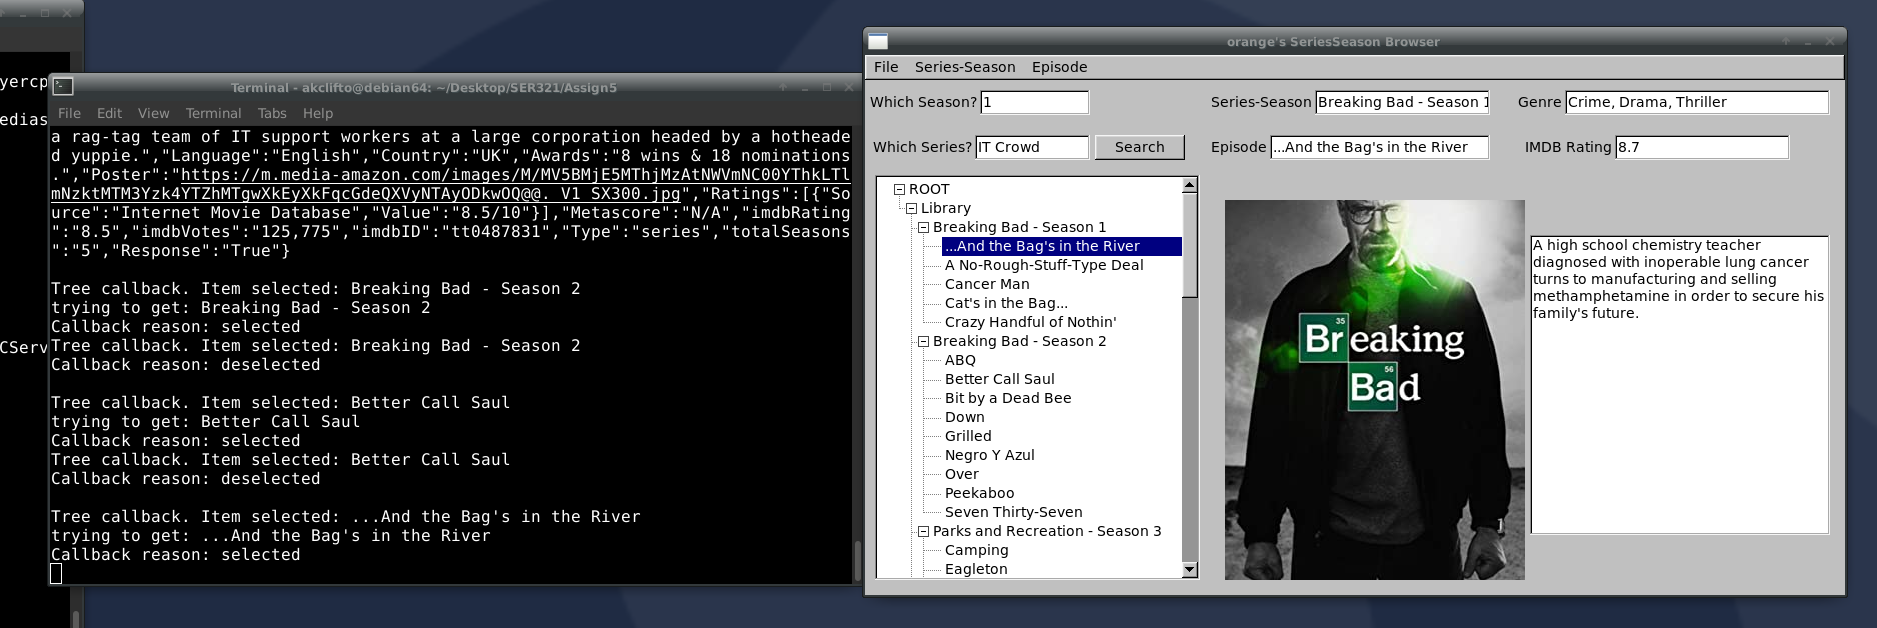 yercp
edias
CServ
Terminal - akclifto@debian64: ~/Desktop/SER321/Assign5
File Edit View Terminal Tabs Help
a rag-tag team of IT support workers at a large corporation headed by a hotheade
d yuppie.","Language":"English","Country":"UK","Awards":"8 wins & 18 nominations
.","Poster":"https://m.media-amazon.com/images/M/MV5BMjE5MThjMzAtNWVmNC00YThkLTl
mNzktMTM3Yzk4YTZhMTgwXkEyXkFqcGdeQXVyNTAyODkwOQ@@._V1_SX300.jpg","Ratings":[{"So
urce":"Internet Movie Database","Value":"8.5/10"}],"Metascore":"N/A","imdbRating
":"8.5","imdbVotes":"125,775","imdbID":"tt0487831","Type":"series","totalSeasons
":"5","Response":"True"}
Tree callback. Item selected: Breaking Bad - Season 2
trying to get: Breaking Bad - Season 2
Callback reason: selected
Tree callback. Item selected: Breaking Bad - Season 2
Callback reason: deselected
Tree callback. Item selected: Better Call Saul
trying to get: Better Call Saul
Callback reason: selected
Tree callback. Item selected: Better Call Saul
Callback reason: deselected
Tree callback. Item selected: ...And the Bag's in the River
trying to get: ...And the Bag's in the River
Callback reason: selected
orange's SeriesSeason Browser
File Series-Season Episode
Which Season? 1 Series-Season Breaking Bad - Season 1 Genre Crime, Drama, Thriller
Which Series? IT Crowd Search Episode ...And the Bag's in the River IMDB Rating 8.7
ROOT
Library
Breaking Bad - Season 1
...And the Bag's in the River
A No-Rough-Stuff-Type Deal
Cancer Man
Cat's in the Bag...
Crazy Handful of Nothin'
Breaking Bad - Season 2
ABQ
Better Call Saul
Bit by a Dead Bee
Down
Grilled
Negro Y Azul
Over
Peekaboo
Seven Thirty-Seven
Parks and Recreation - Season 3
Camping
Eagleton
35
Breaking
56
Bad
A high school chemistry teacher
diagnosed with inoperable lung cancer
turns to manufacturing and selling
methamphetamine in order to secure his
family's future.